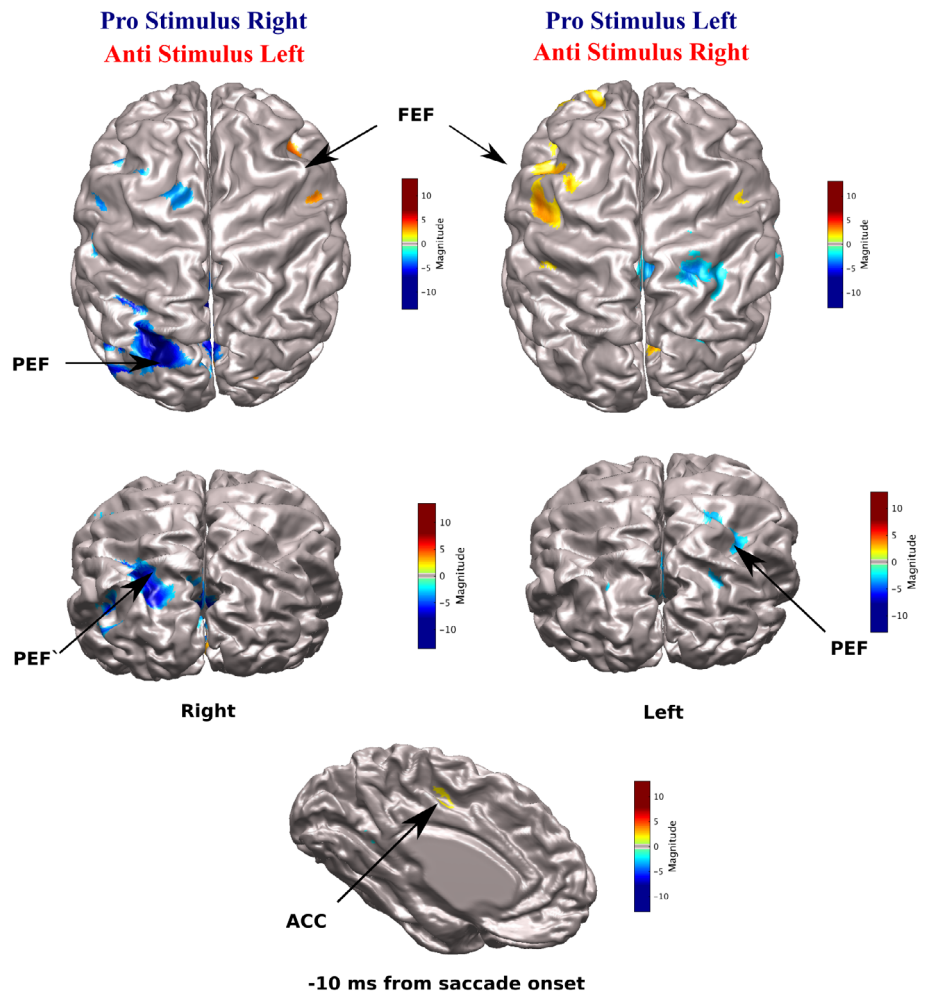 Pro Stimulus Right
Anti Stimulus Left
Pro Stimulus Left
Anti Stimulus Right
FEF
10
5
0
-5
-10
Magnitude
10
5
0
-5
-10
Magnitude
PEF
10
5
0
-5
-10
Magnitude
10
5
0
-5
-10
Magnitude
PEF`
PEF
Right
Left
10
5
0
-5
-10
Magnitude
ACC
-10 ms from saccade onset